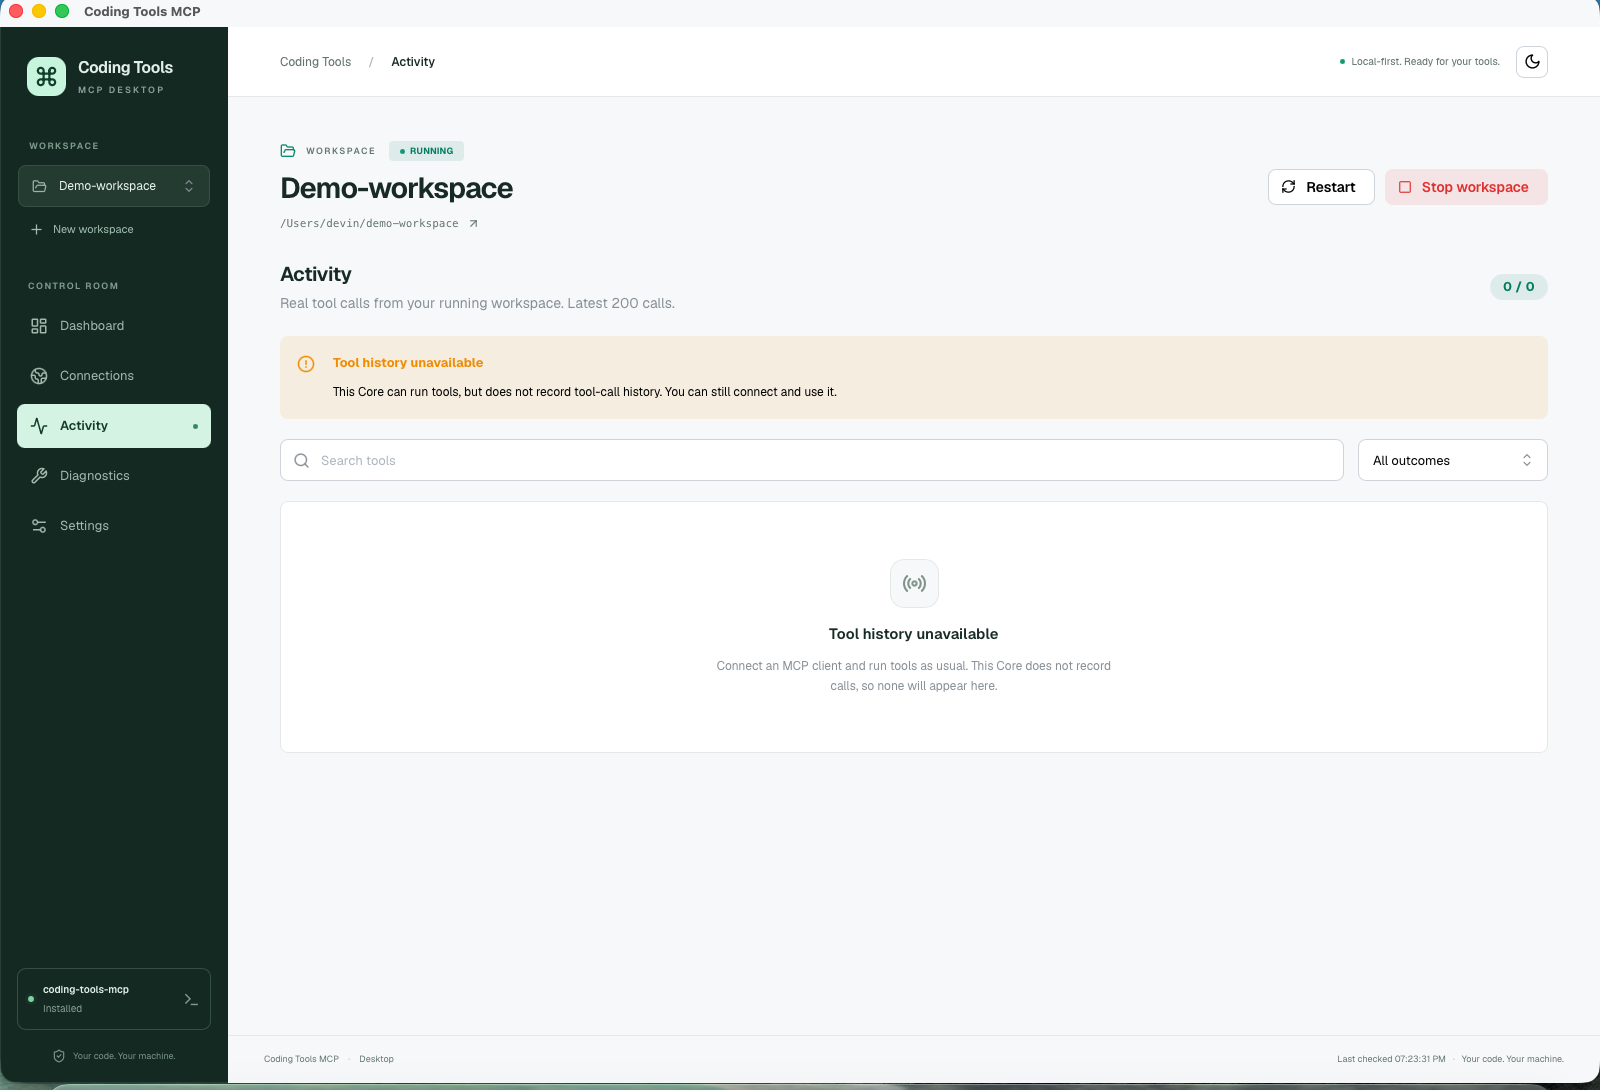 Coding Tools MCP
Coding Tools
MCP DESKTOP
WORKSPACE
Demo-workspace
New workspace
CONTROL ROOM
Dashboard
Connections
Activity
Diagnostics
Settings
coding-tools-mcp
Installed
Your code. Your machine.
Coding Tools / Activity
Local-first. Ready for your tools.
WORKSPACE
RUNNING
Demo-workspace
/Users/devin/demo-workspace
Restart
Stop workspace
Activity
Real tool calls from your running workspace. Latest 200 calls.
0 / 0
Tool history unavailable
This Core can run tools, but does not record tool-call history. You can still connect and use it.
Search tools
All outcomes
Tool history unavailable
Connect an MCP client and run tools as usual. This Core does not record
calls, so none will appear here.
Coding Tools MCP · Desktop
Last checked 07:23:31 PM · Your code. Your machine.